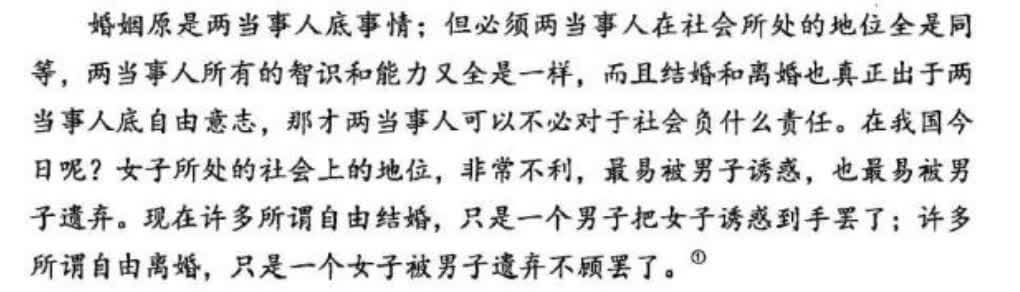 婚姻原是两当事人底事情；但必须两当事人在社会所处的地位全是同
等，两当事人所有的智识和能力又全是一样，而且结婚和离婚也真正出于两
当事人底自由意志，那才两当事人可以不必对于社会负什么责任。在我国今
日呢？女子所处的社会上的地位，非常不利，最易被男子诱惑，也最易被男
子遗弃。现在许多所谓自由结婚，只是一个男子把女子诱惑到手罢了；许多
所谓自由离婚，只是一个女子被男子遗弃不顾罢了。①